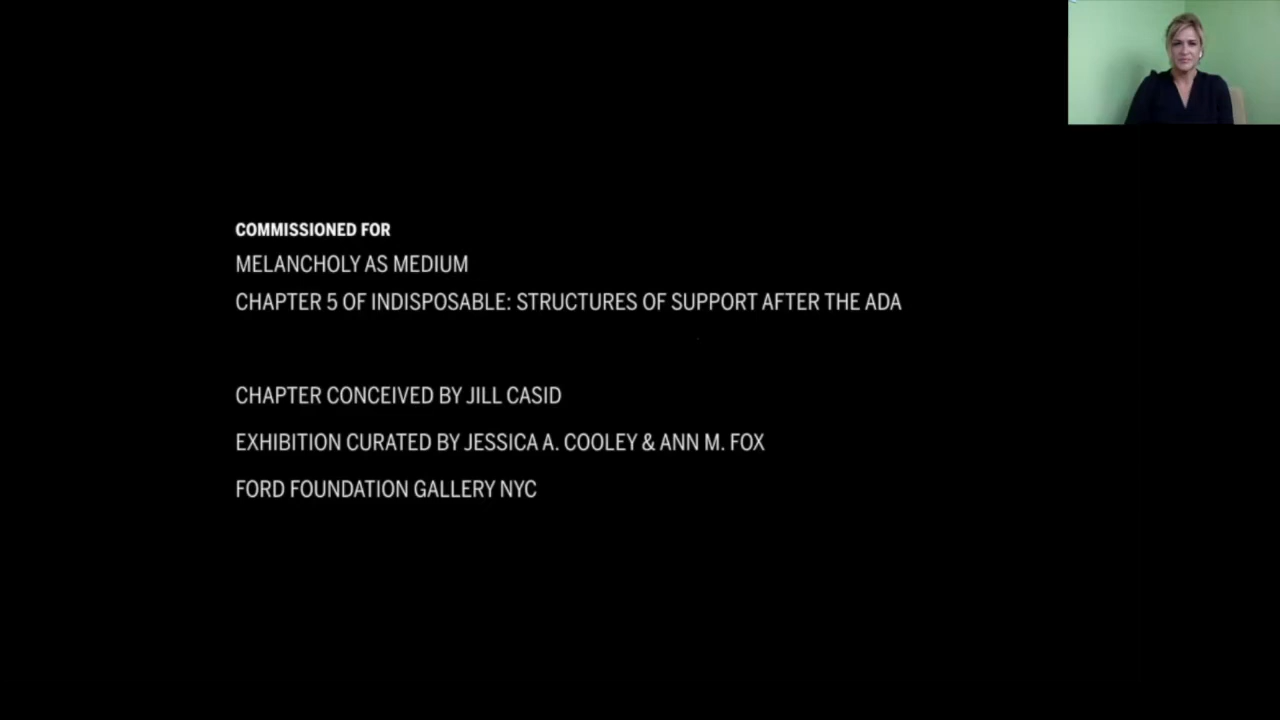 COMMISSIONED FOR
MELANCHOLY AS MEDIUM
CHAPTER 5 OF INDISPOSABLE: STRUCTURES OF SUPPORT AFTER THE ADA
CHAPTER CONCEIVED BY JILL CASID
EXHIBITION CURATED BY JESSICA A. COOLEY & ANN M. FOX
FORD FOUNDATION GALLERY NYC